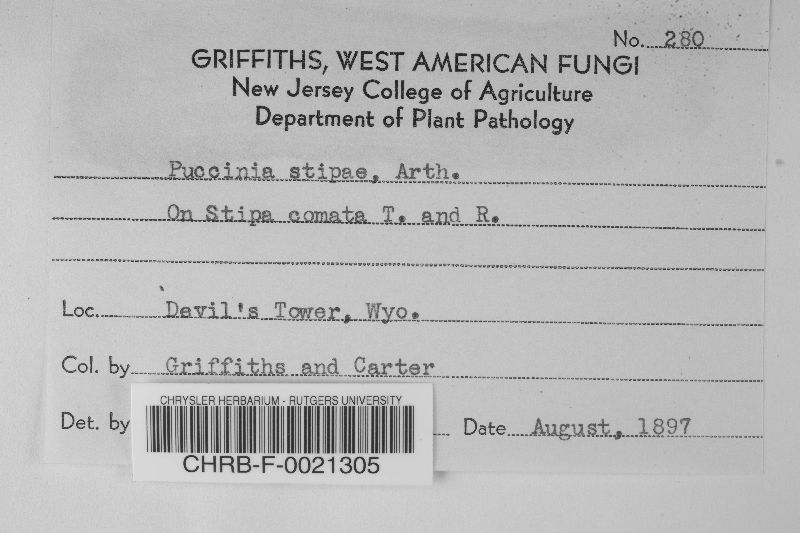 No. 280
GRIFFITHS, WEST AMERICAN FUNGI
New Jersey College of Agriculture
Department of Plant Pathology
Puccinia stipae, Arth.
On Stipa comata T. and R.
Loc. Devil's Tower, Wyo.
Col. by Griffiths and Carter
Det. by
Date August, 1897
CHRYSLER HERBARIUM - RUTGERS UNIVERSITY
CHRB-F-0021305